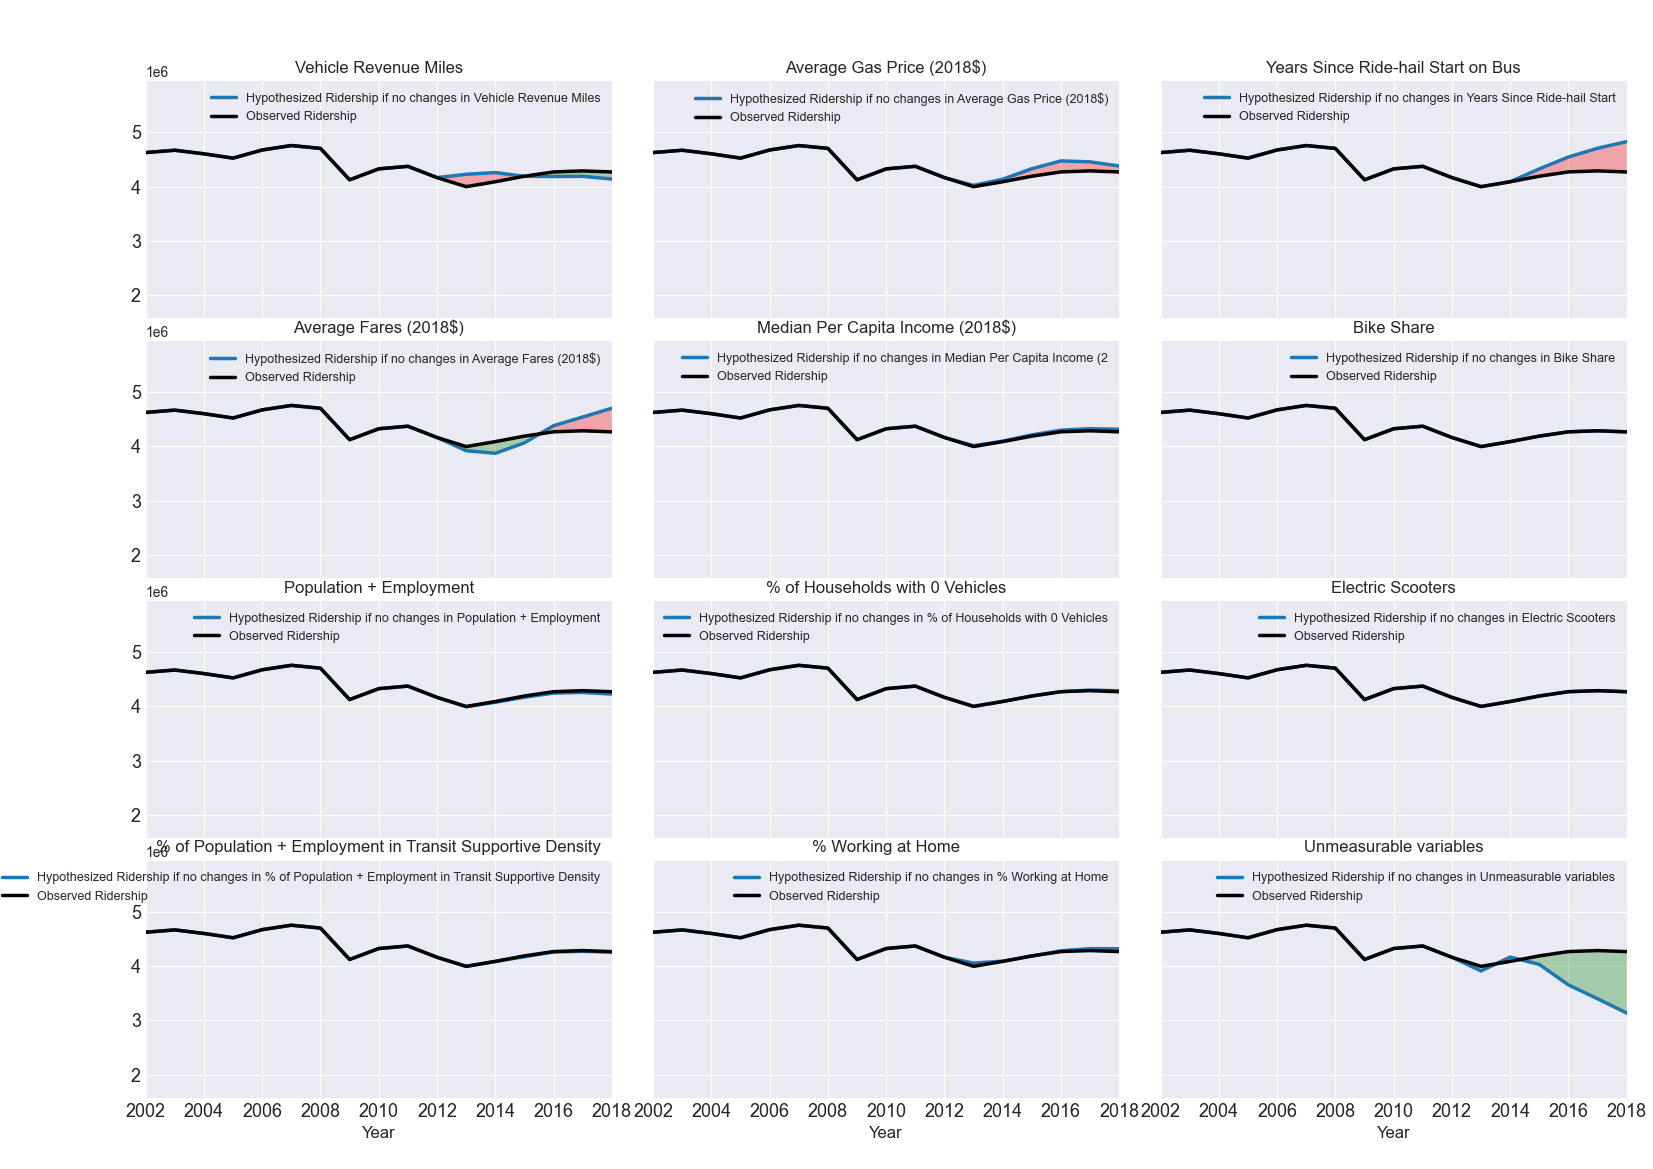 Vehicle Revenue Miles
1e6
Hypothesized Ridership if no changes in Vehicle Revenue Miles
Observed Ridership
5
4
3
2
Average Gas Price (2018$)
Hypothesized Ridership if no changes in Average Gas Price (2018$)
Observed Ridership
Years Since Ride-hail Start on Bus
Hypothesized Ridership if no changes in Years Since Ride-hail Start
Observed Ridership
Average Fares (2018$)
1e6
Hypothesized Ridership if no changes in Average Fares (2018$)
Observed Ridership
5
4
3
2
Median Per Capita Income (2018$)
Hypothesized Ridership if no changes in Median Per Capita Income (2
Observed Ridership
Bike Share
Hypothesized Ridership if no changes in Bike Share
Observed Ridership
Population + Employment
1e6
Hypothesized Ridership if no changes in Population + Employment
Observed Ridership
5
4
3
2
% of Households with 0 Vehicles
Hypothesized Ridership if no changes in % of Households with 0 Vehicles
Observed Ridership
Electric Scooters
Hypothesized Ridership if no changes in Electric Scooters
Observed Ridership
% of Population + Employment in Transit Supportive Density
1e6
Hypothesized Ridership if no changes in % of Population + Employment in Transit Supportive Density
Observed Ridership
5
4
3
2
2002 2004 2006 2008 2010 2012 2014 2016 2018
Year
% Working at Home
Hypothesized Ridership if no changes in % Working at Home
Observed Ridership
2002 2004 2006 2008 2010 2012 2014 2016 2018
Year
Unmeasurable variables
Hypothesized Ridership if no changes in Unmeasurable variables
Observed Ridership
2002 2004 2006 2008 2010 2012 2014 2016 2018
Year